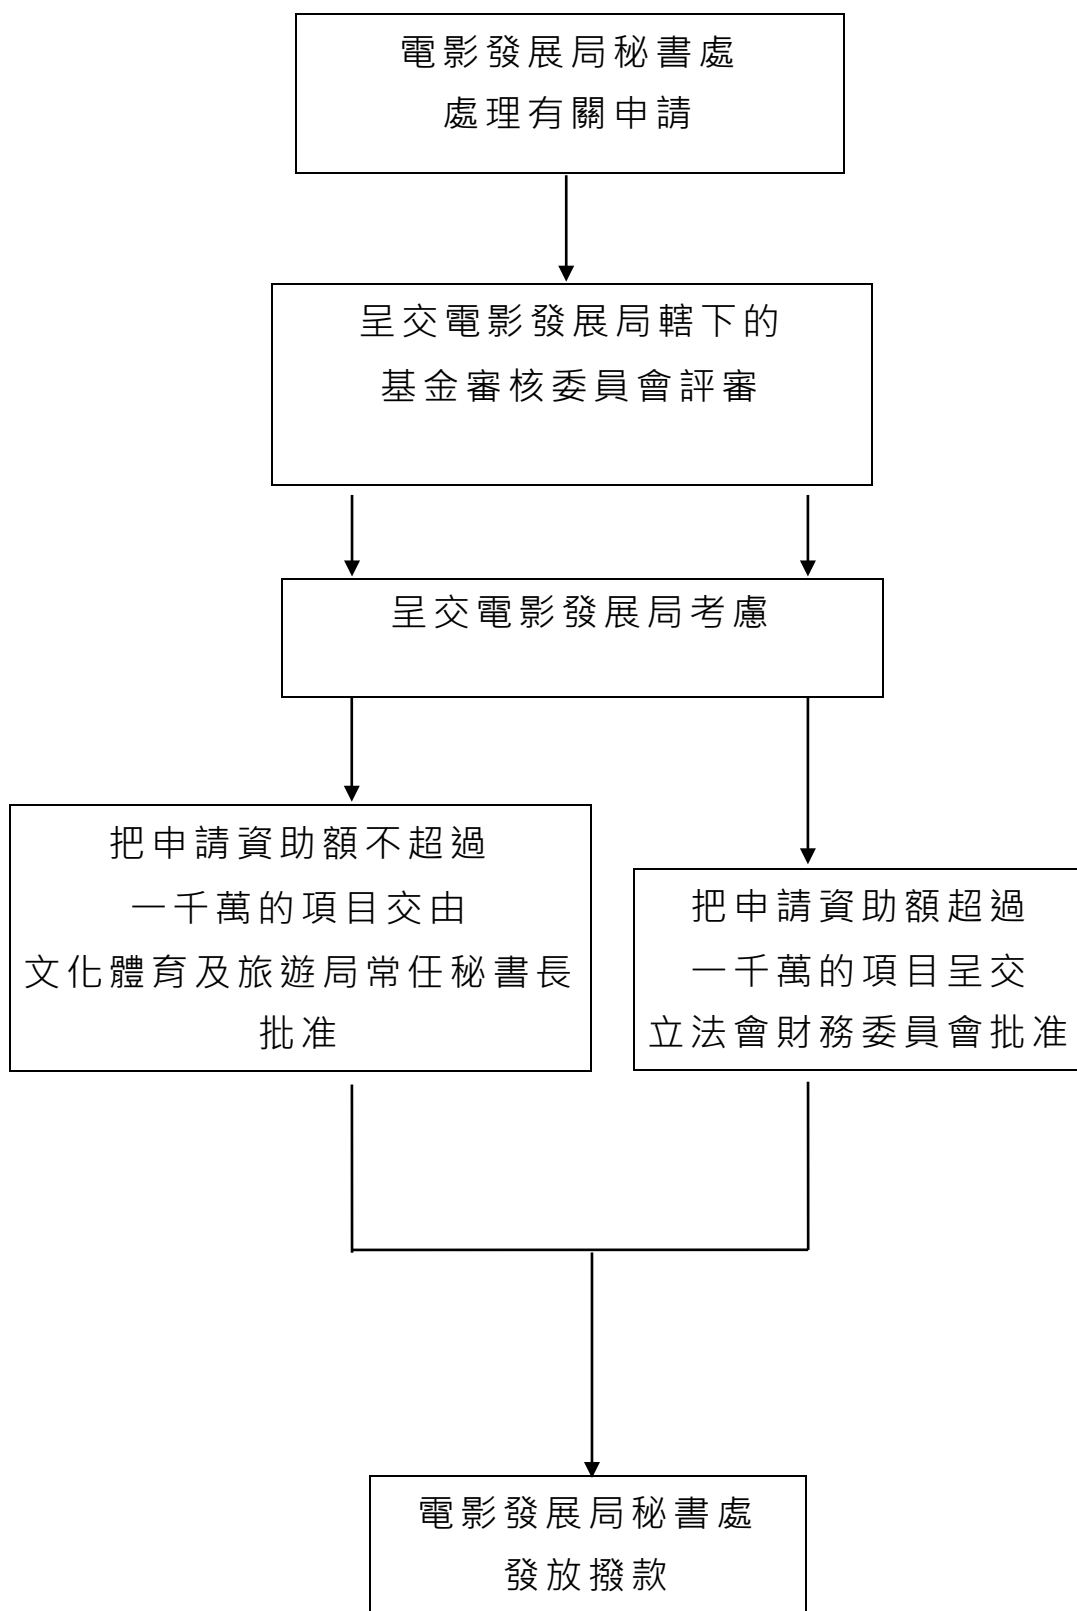 電影發展局秘書處
處理有關申請
呈交電影發展局轄下的
基金審核委員會評審
呈交電影發展局考慮
把申請資助額不超過
一千萬的項目交由
文化體育及旅遊局常任秘書長
批准
把申請資助額超過
一千萬的項目呈交
立法會財務委員會批准
電影發展局秘書處
發放撥款